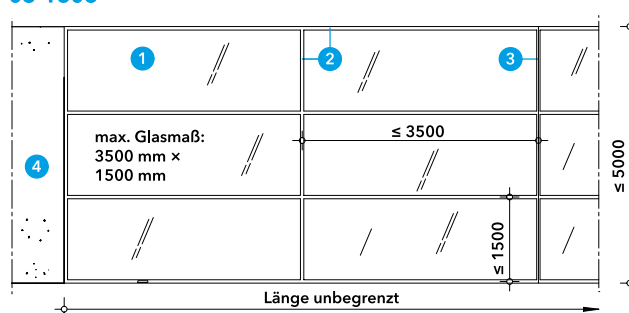 1
2
3
max. Glasmaß:
3500 mm ×
1500 mm
≤ 3500
4
≤ 5000
≤ 1500
Länge unbegrenzt